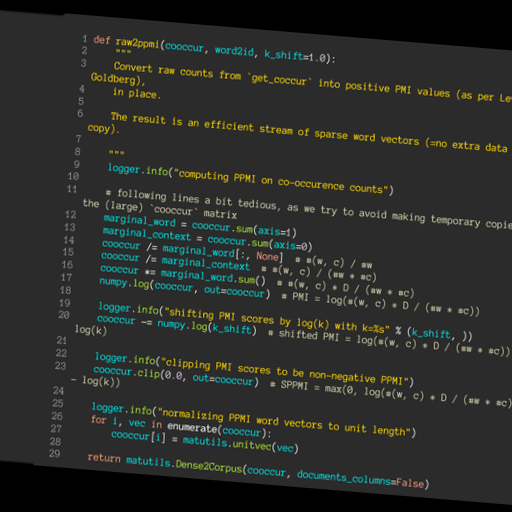 1 def raw2ppmi(cooccur, word2id, k_shift=1.0):
2 """
3 Convert raw counts from `get_coccur` into positive PMI values (as per Le
Goldberg),
4 in place.
5
6 The result is an efficient stream of sparse word vectors (=no extra data
copy).
7
8 """
9 logger.info("computing PPMI on co-occurence counts")
10
11 # following lines a bit tedious, as we try to avoid making temporary copie
the (large) `cooccur` matrix
12 marginal_word = cooccur.sum(axis=1)
13 marginal_context = cooccur.sum(axis=0)
14 cooccur /= marginal_word[:, None] # #(w, c) / #w
15 cooccur /= marginal_context # #(w, c) / (#w * #c)
16 cooccur *= marginal_word.sum() # #(w, c) * D / (#w * #c)
17 numpy.log(cooccur, out=cooccur) # PMI = log(#(w, c) * D / (#w * #c))
18
19 logger.info("shifting PMI scores by log(k) with k=%s" % (k_shift, ))
20 cooccur -= numpy.log(k_shift) # shifted PMI = log(#(w, c) * D / (#w * #c))
log(k)
21
22 logger.info("clipping PMI scores to be non-negative PPMI")
23 cooccur.clip(0.0, out=cooccur) # SPPMI = max(0, log(#(w, c) * D / (#w * #c)
- log(k))
24
25 logger.info("normalizing PPMI word vectors to unit length")
26 for i, vec in enumerate(cooccur):
27 cooccur[i] = matutils.unitvec(vec)
28
29 return matutils.Dense2Corpus(cooccur, documents_columns=False)